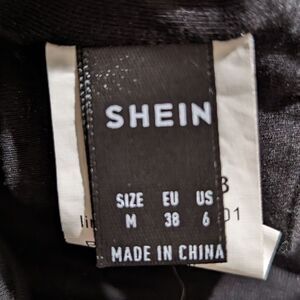 SHEIN
SIZE EU US
M 38 6
MADE IN CHINA